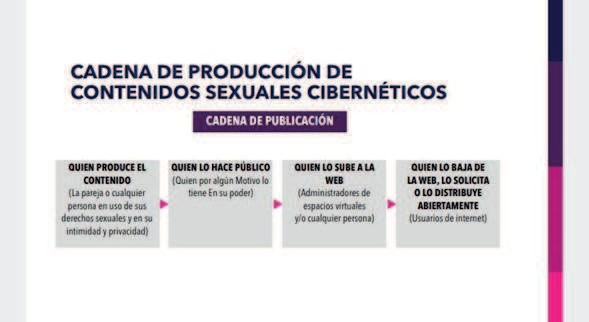 CADENA DE PRODUCCIÓN DE
CONTENIDOS SEXUALES CIBERNÉTICOS
CADENA DE PUBLICACIÓN
QUIEN PRODUCE EL
CONTENIDO
(La pareja o cualquier
persona en uso de sus
derechos sexuales y en su
intimidad y privacidad)
QUIEN LO HACE PÚBLICO
(Quien por algún Motivo lo
tiene En su poder)
QUIEN LO SUBE A LA
WEB
(Administradores de
espacios virtuales
y/o cualquier persona)
QUIEN LO BAJA DE
LA WEB, LO SOLICITA
O LO DISTRIBUYE
ABIERTAMENTE
(Usuarios de internet)